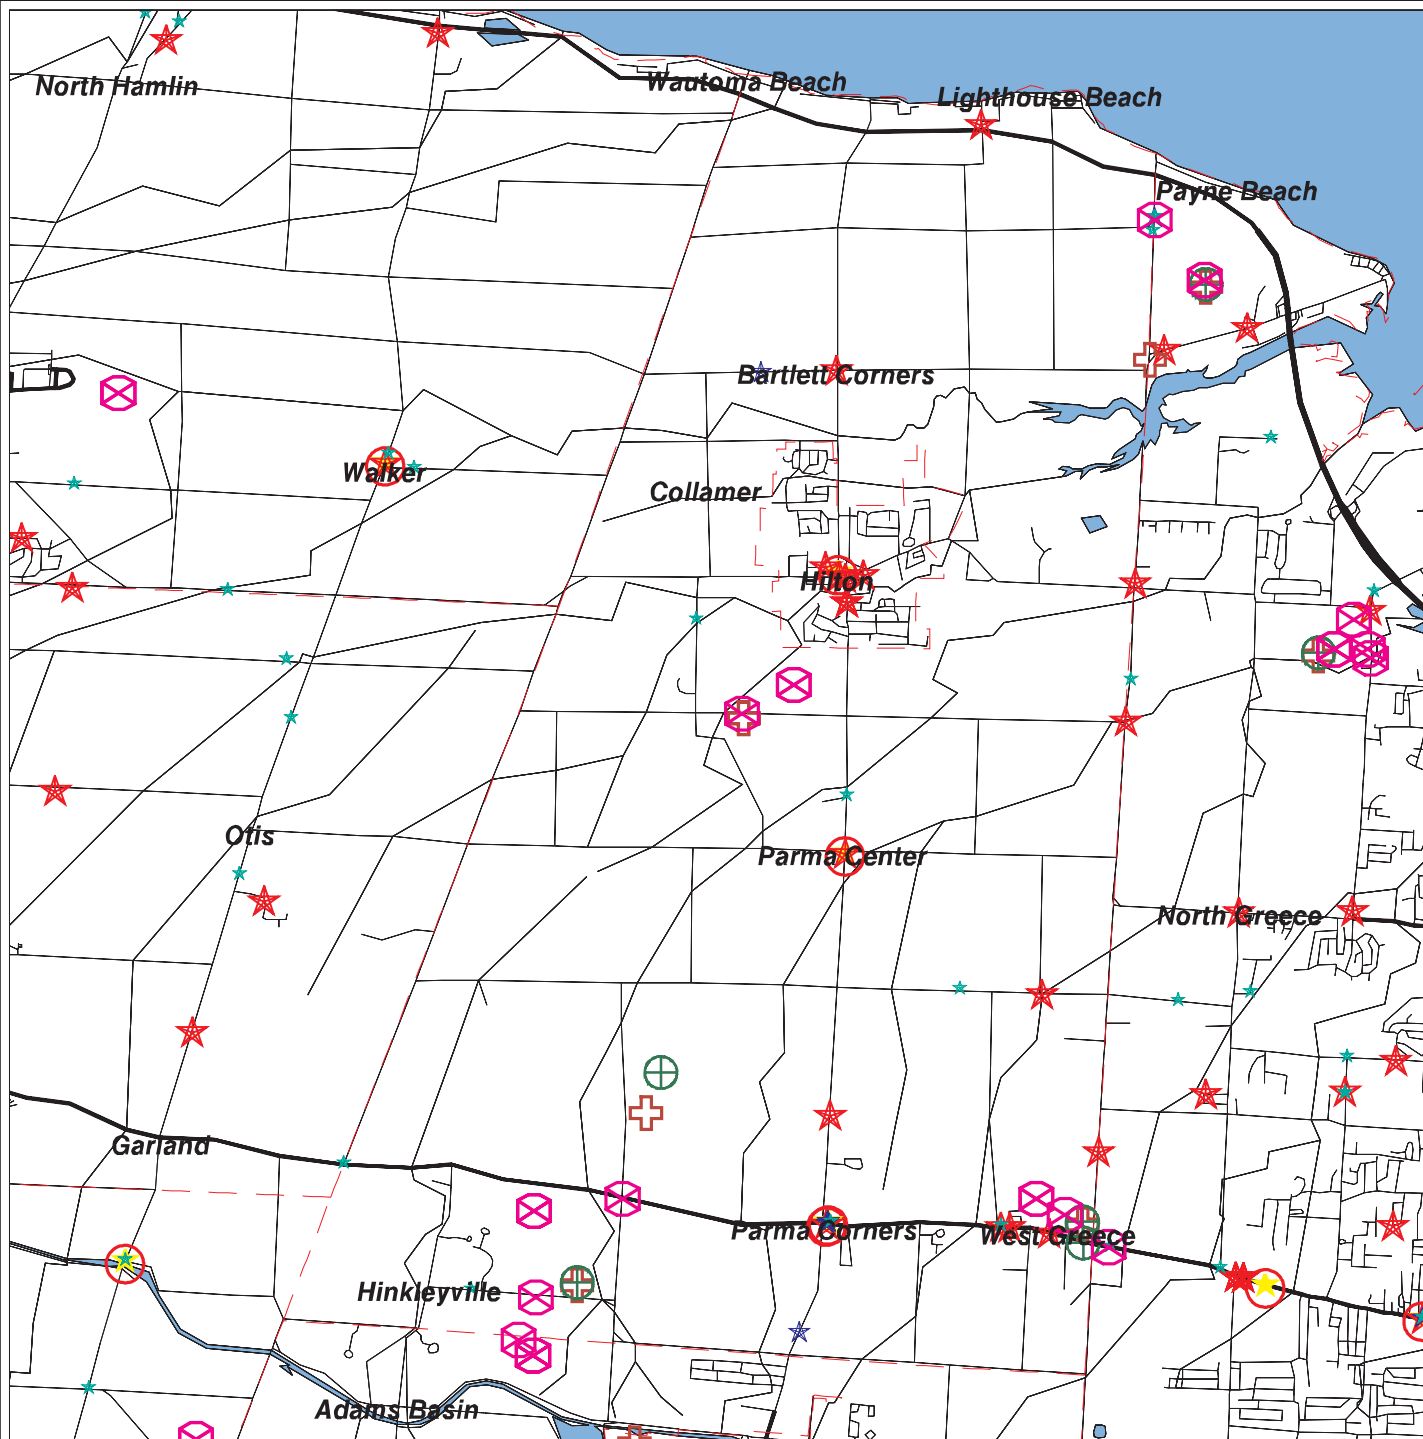 North Hamlin
Wautoma Beach
Lighthouse Beach
Payne Beach
Bartlett Corners
Walker
Collamer
Hilton
Otis
Parma Center
North Greece
Garland
Parma Corners
West Greece
Hinkleyville
Adams Basin